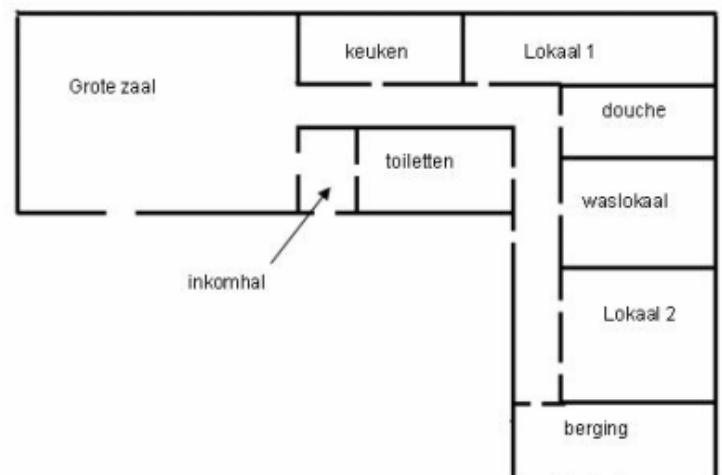 keuken
Lokaal 1
Grote zaal
douche
toiletten
waslokaal
inkomhal
Lokaal 2
berging